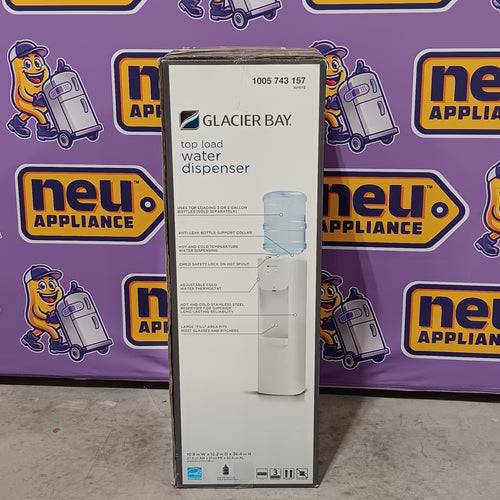 1005 743 157
WHITE
GLACIER BAY
top load
water
dispenser
USES TOP LOADING 3 OR 5 GALLON
BOTTLES (SOLD SEPARATELY)
ANTI-LEAK BOTTLE SUPPORT COLLAR
HOT AND COLD TEMPERATURE
WATER DISPENSING
CHILD SAFETY LOCK ON HOT SPOUT
ADJUSTABLE COLD
WATER THERMOSTAT
HOT AND COLD STAINLESS STEEL
RESERVOIR FOR SUPERIOR
LONG-LASTING RELIABILITY
LARGE "FILL" AREA FITS
MOST GLASSES AND PITCHERS
10.8 in W x 12.2 in D x 36.4 in H
3
neu
APPLIANCE
neu
APPLIANCE
neu
APPLIANCE
neu
APPLIANCE
neu
APPLIANCE